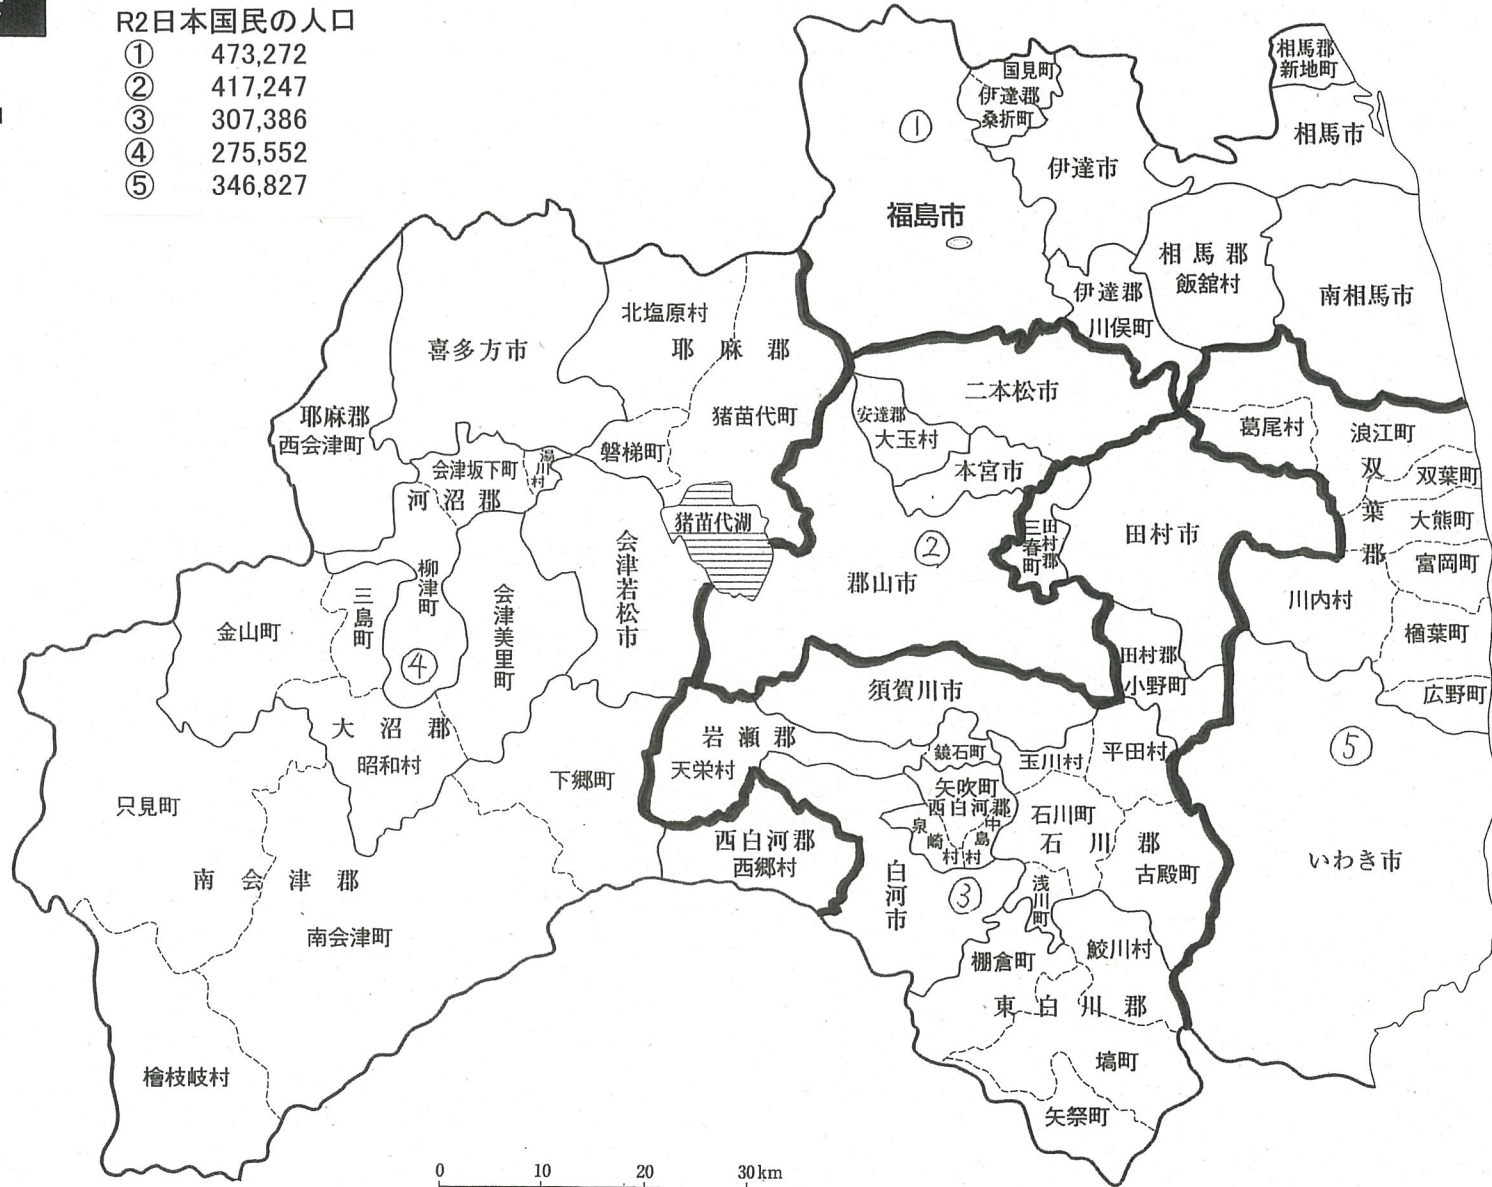 R2日本国民の人口
① 473,272
② 417,247
③ 307,386
④ 275,552
⑤ 346,827
相馬郡
新地町
国見町
伊達郡
桑折町
①
相馬市
伊達市
福島市
相馬郡
飯舘村
南相馬市
伊達郡
川俣町
北塩原村
耶麻郡
喜多方市
猪苗代町
耶麻郡
西会津町
磐梯町
会津坂下町
湯川村
河沼郡
猪苗代湖
二本松市
安達郡
大玉村
本宮市
葛尾村
浪江町
双葉郡
双葉町
大熊町
富岡町
川内村
楢葉町
広野町
田村市
田村郡
三春町
②
郡山市
会津若松市
柳津町
三島町
金山町
④
会津美里町
田村郡
小野町
須賀川市
大沼郡
昭和村
岩瀬郡
天栄村
鏡石町
玉川村
平田村
⑤
下郷町
只見町
矢吹町
西白河郡
泉崎村
中島村
石川町
石川郡
古殿町
西白河郡
西郷村
白河市
③
浅川町
いわき市
南会津郡
南会津町
棚倉町
鮫川村
東白川郡
塙町
矢祭町
檜枝岐村
0 10 20 30km